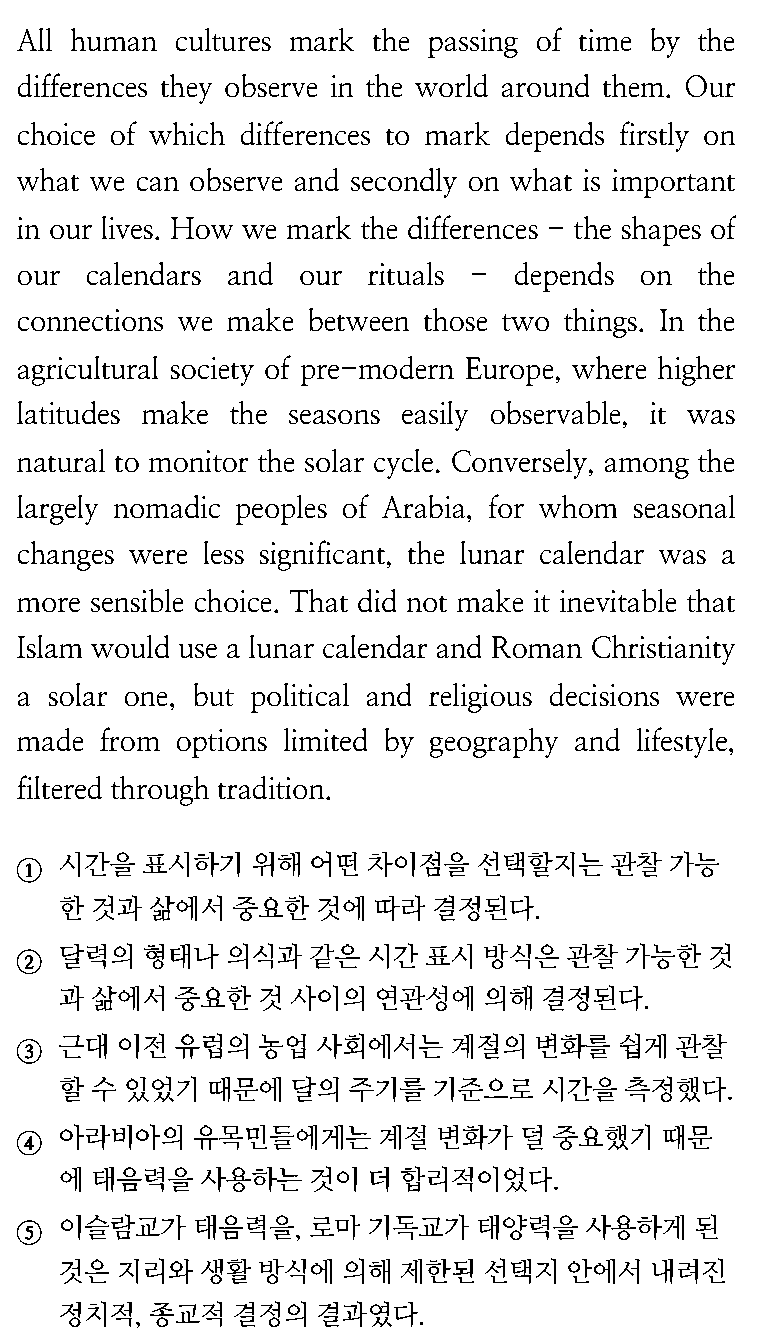 All human cultures mark the passing of time by the
differences they observe in the world around them. Our
choice of which differences to mark depends firstly on
what we can observe and secondly on what is important
in our lives. How we mark the differences - the shapes of
our calendars and our rituals - depends on the
connections we make between those two things. In the
agricultural society of pre-modern Europe, where higher
latitudes make the seasons easily observable, it was
natural to monitor the solar cycle. Conversely, among the
largely nomadic peoples of Arabia, for whom seasonal
changes were less significant, the lunar calendar was a
more sensible choice. That did not make it inevitable that
Islam would use a lunar calendar and Roman Christianity
a solar one, but political and religious decisions were
made from options limited by geography and lifestyle,
filtered through tradition.
① 시간을 표시하기 위해 어떤 차이점을 선택할지는 관찰 가능
한 것과 삶에서 중요한 것에 따라 결정된다.
② 달력의 형태나 의식과 같은 시간 표시 방식은 관찰 가능한 것
과 삶에서 중요한 것 사이의 연관성에 의해 결정된다.
③ 근대 이전 유럽의 농업 사회에서는 계절의 변화를 쉽게 관찰
할 수 있었기 때문에 달의 주기를 기준으로 시간을 측정했다.
④ 아라비아의 유목민들에게는 계절 변화가 덜 중요했기 때문
에 태음력을 사용하는 것이 더 합리적이었다.
⑤ 이슬람교가 태음력을, 로마 기독교가 태양력을 사용하게 된
것은 지리와 생활 방식에 의해 제한된 선택지 안에서 내려진
정치적, 종교적 결정의 결과였다.